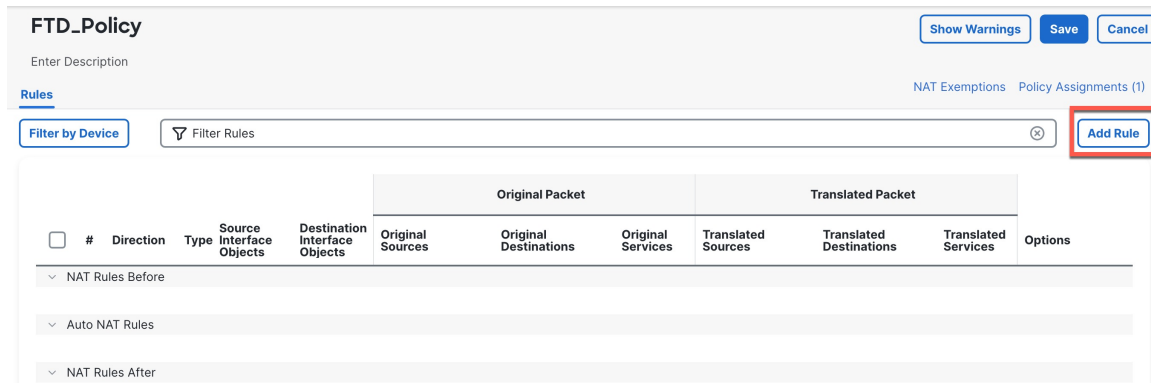 FTD_Policy
Show Warnings Save Cancel
Enter Description
Rules
NAT Exemptions Policy Assignments (1)
Filter by Device Filter Rules Add Rule
Original Packet Translated Packet
# Direction Type Source Interface Objects Destination Interface Objects Original Sources Original Destinations Original Services Translated Sources Translated Destinations Translated Services Options
NAT Rules Before
Auto NAT Rules
NAT Rules After